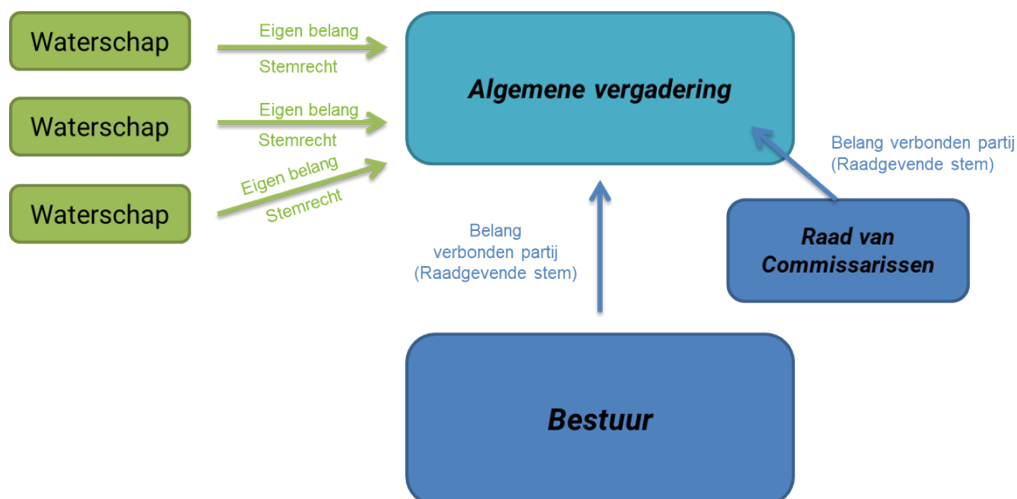 Waterschap
Eigen belang
Stemrecht
Waterschap
Eigen belang
Stemrecht
Waterschap
Eigen belang
Stemrecht
Algemene vergadering
Belang verbonden partij
(Raadgevende stem)
Raad van
Commissarissen
Belang
verbonden partij
(Raadgevende stem)
Bestuur